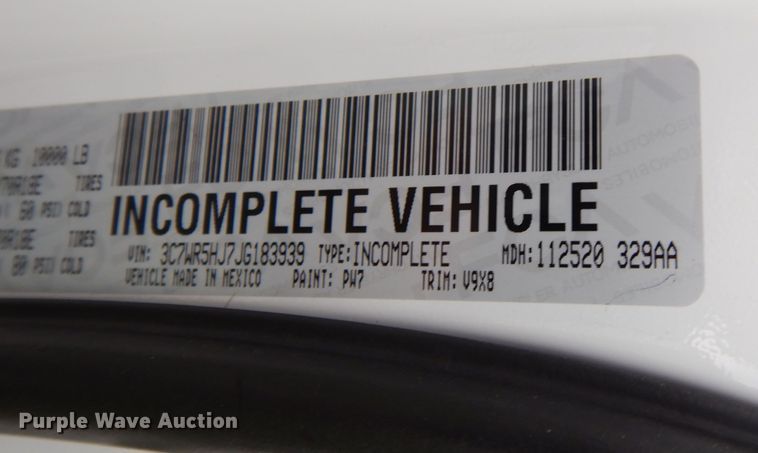 KG 10000 LB
TIRES
60 PSI COLD
TIRES
80 PSI COLD
INCOMPLETE VEHICLE
VIN: 3C7WR5HJ7JG183939 TYPE: INCOMPLETE MDH: 112520 329AA
VEHICLE MADE IN MEXICO PAINT: PW7 TRIM: V9X8
Purple Wave Auction